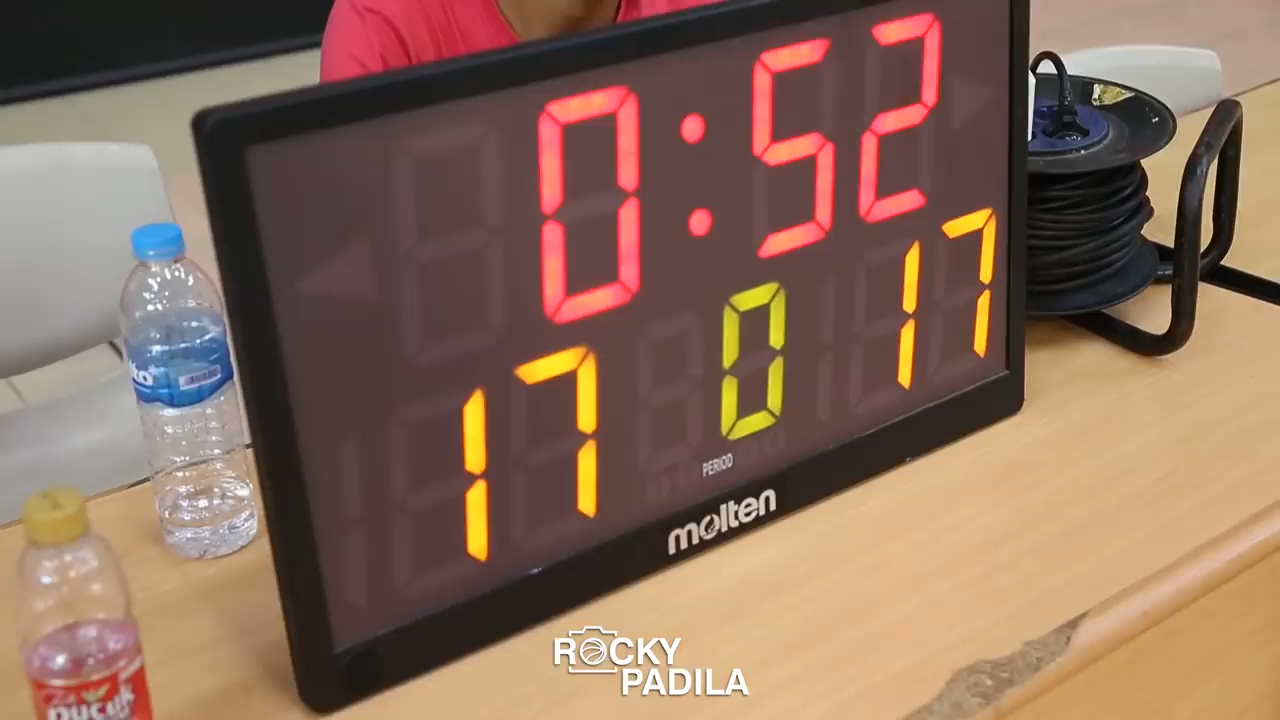 0:52
17 0 17
PERIOD
molten
ROCKY
PADILA